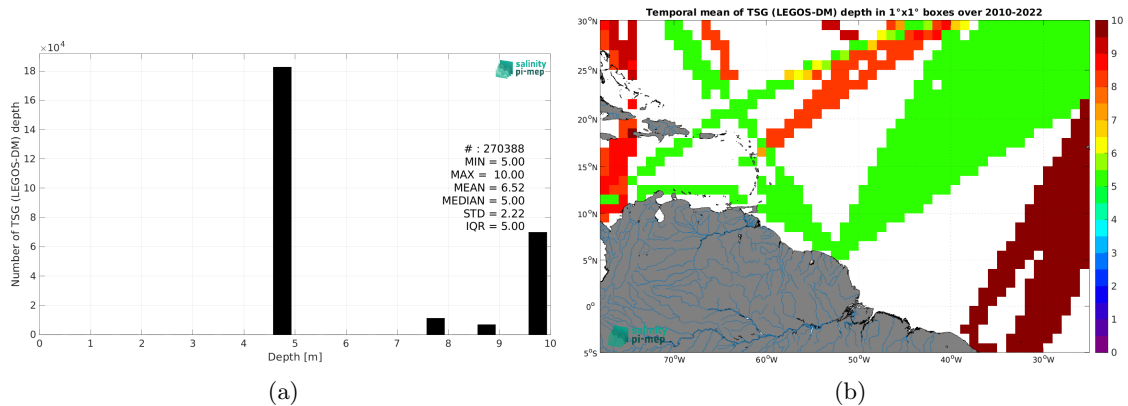 ×10⁴
18
16
14
12
10
8
6
4
2
0
Number of TSG (LEGOS-DM) depth
salinity
pi-mep
# : 270388
MIN = 5.00
MAX = 10.00
MEAN = 6.52
MEDIAN = 5.00
STD = 2.22
IQR = 5.00
0 1 2 3 4 5 6 7 8 9 10
Depth [m]
(a)
Temporal mean of TSG (LEGOS-DM) depth in 1°x1° boxes over 2010-2022
30°N
25°N
20°N
15°N
10°N
5°N
0°
5°S
salinity
pi-mep
70°W 60°W 50°W 40°W 30°W
10
9
8
7
6
5
4
3
2
1
0
(b)